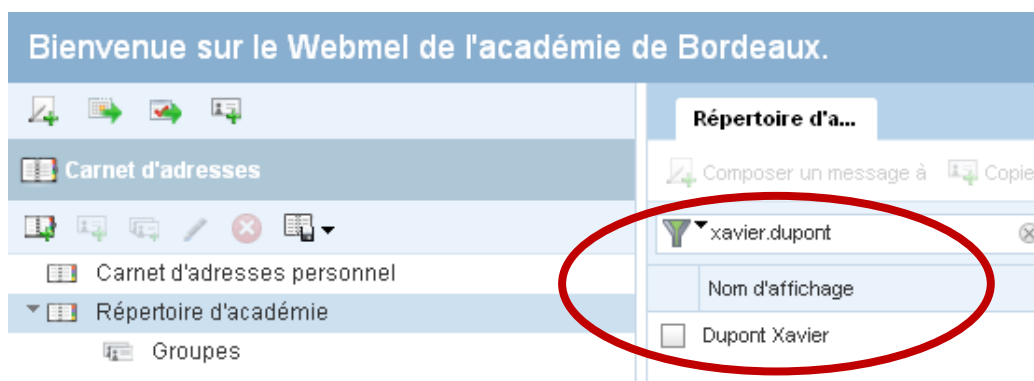 Bienvenue sur le Webmel de l'académie de Bordeaux.
Répertoire d'a...
Carnet d'adresses
Composer un message à Copie
xavier.dupont
Carnet d'adresses personnel
Nom d'affichage
Répertoire d'académie
Dupont Xavier
Groupes